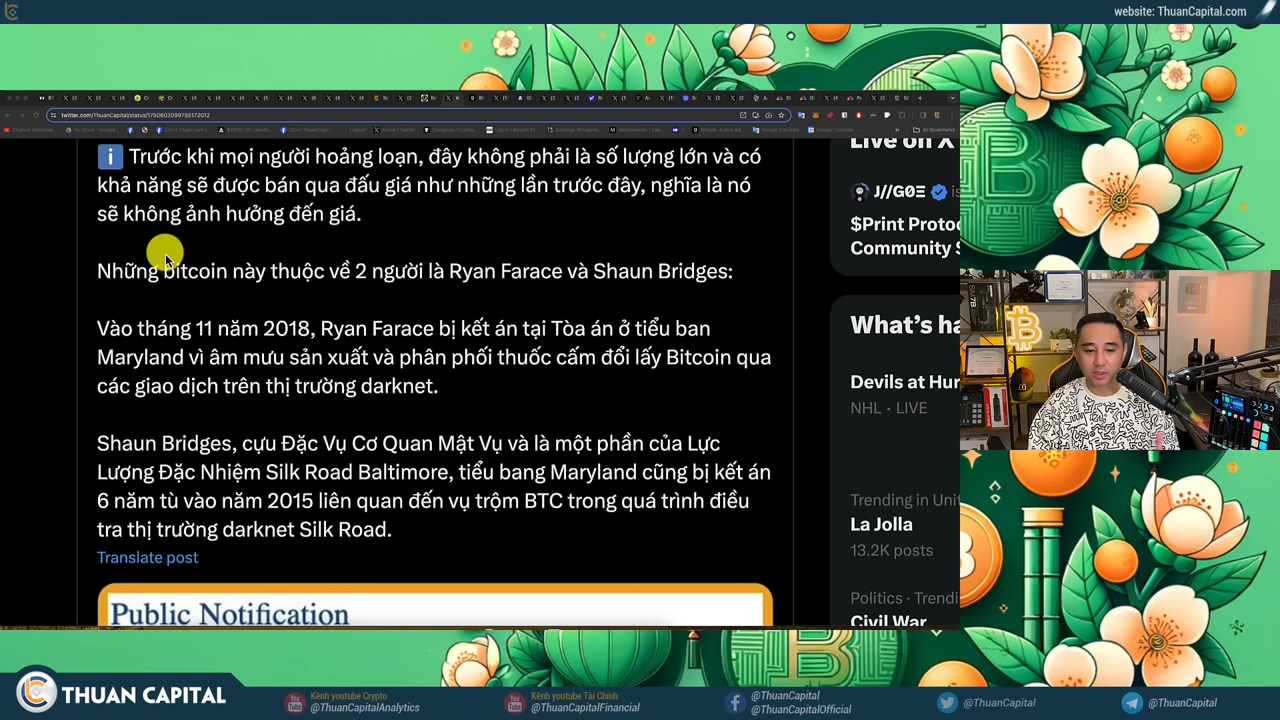 website: ThuanCapital.com
twitter.com/ThuanCapital/status/1750603099755172012
Trước khi mọi người hoảng loạn, đây không phải là số lượng lớn và có
khả năng sẽ được bán qua đấu giá như những lần trước đây, nghĩa là nó
sẽ không ảnh hưởng đến giá.
Những bitcoin này thuộc về 2 người là Ryan Farace và Shaun Bridges:
Vào tháng 11 năm 2018, Ryan Farace bị kết án tại Tòa án ở tiểu ban
Maryland vì âm mưu sản xuất và phân phối thuốc cấm đổi lấy Bitcoin qua
các giao dịch trên thị trường darknet.
Shaun Bridges, cựu Đặc Vụ Cơ Quan Mật Vụ và là một phần của Lực
Lượng Đặc Nhiệm Silk Road Baltimore, tiểu bang Maryland cũng bị kết án
6 năm tù vào năm 2015 liên quan đến vụ trộm BTC trong quá trình điều
tra thị trường darknet Silk Road.
Translate post
Public Notification
Live on X
J//G0Ξ
$Print Proto
Community S
What's ha
Devils at Hur
NHL · LIVE
Trending in Unit
La Jolla
13.2K posts
Politics · Trendi
Civil War
THUAN CAPITAL
Kênh youtube Crypto
@ThuanCapitalAnalytics
Kênh youtube Tài Chính
@ThuanCapitalFinancial
@ThuanCapital
@ThuanCapitalOfficial
@ThuanCapital
@ThuanCapital